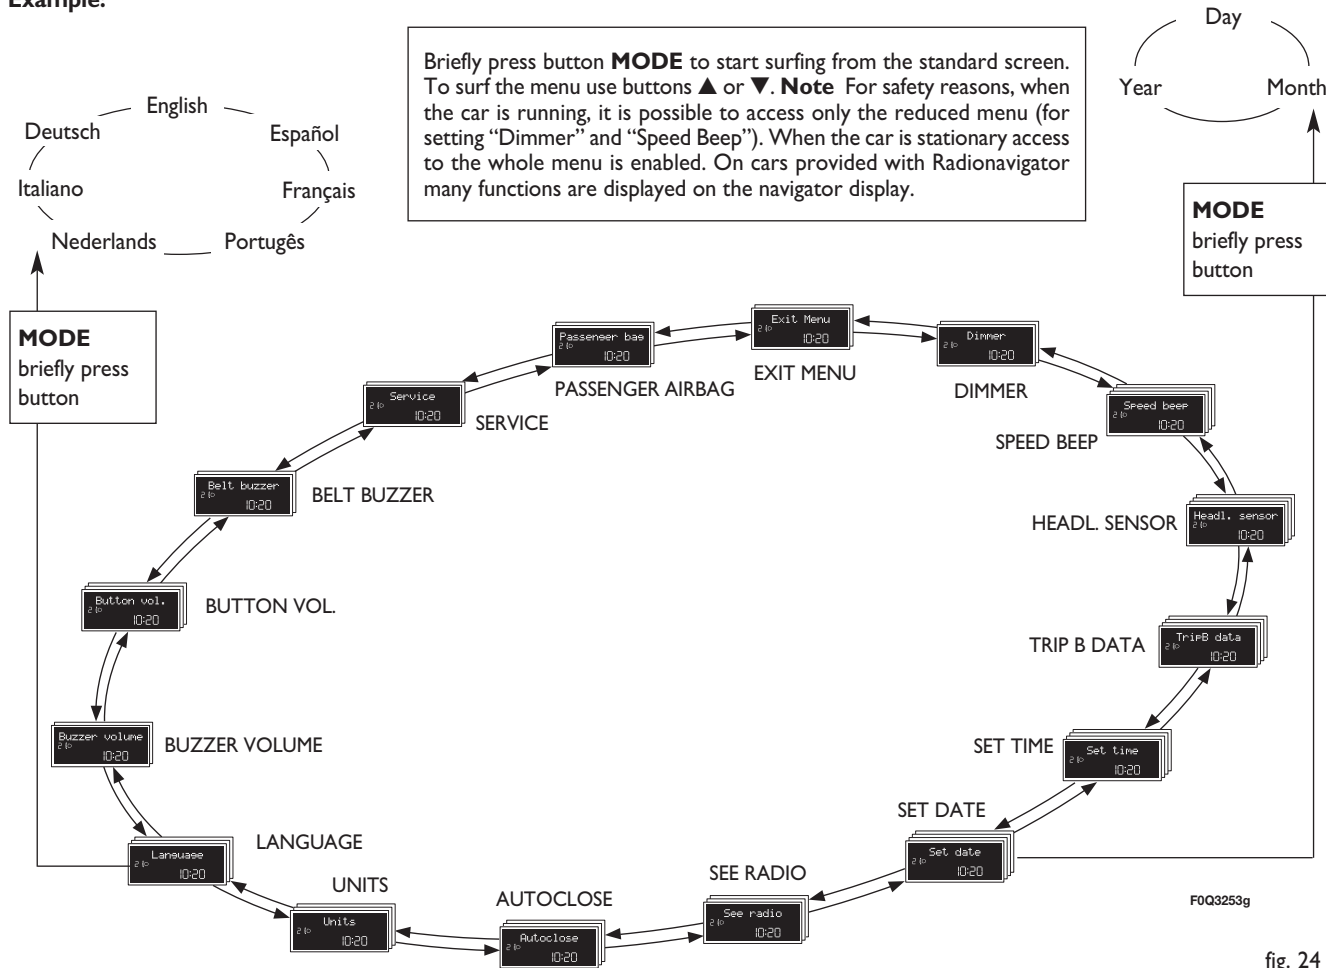 Example:
Day
Year
Month
Briefly press button MODE to start surfing from the standard screen.
To surf the menu use buttons ▲ or ▼. Note For safety reasons, when
the car is running, it is possible to access only the reduced menu (for
setting “Dimmer” and “Speed Beep”). When the car is stationary access
to the whole menu is enabled. On cars provided with Radionavigator
many functions are displayed on the navigator display.
English
Deutsch
Español
Italiano
Français
Nederlands
Portugês
MODE
briefly press
button
MODE
briefly press
button
Exit Menu
10:20
EXIT MENU
Dimmer
10:20
DIMMER
Speed beep
10:20
SPEED BEEP
Headl. sensor
10:20
HEADL. SENSOR
TripB data
10:20
TRIP B DATA
Set time
10:20
SET TIME
Set date
10:20
SET DATE
See radio
10:20
SEE RADIO
Autoclose
10:20
AUTOCLOSE
Units
10:20
UNITS
Language
10:20
LANGUAGE
Buzzer volume
10:20
BUZZER VOLUME
Button vol.
10:20
BUTTON VOL.
Belt buzzer
10:20
BELT BUZZER
Service
10:20
SERVICE
Passenger bag
10:20
PASSENGER AIRBAG
F0Q3253g
fig. 24